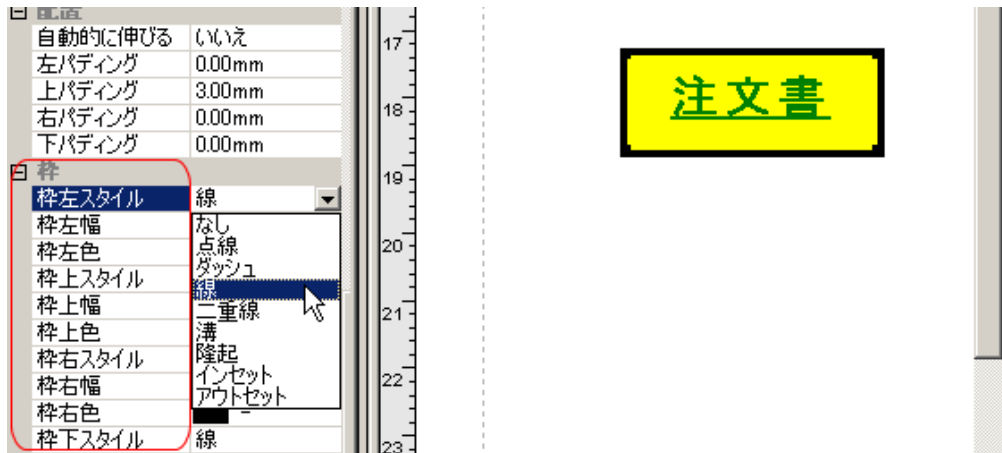 配置
自動的に伸びる いいえ
左パディング 0.00mm
上パディング 3.00mm
右パディング 0.00mm
下パディング 0.00mm
枠
枠左スタイル 線
枠左幅 なし
枠左色 点線
ダッシュ
枠上スタイル 線
枠上幅 二重線
枠上色 溝
枠右スタイル 隆起
枠右幅 インセット
アウトセット
枠右色
枠下スタイル 線
17
18
19
20
21
22
23
注文書